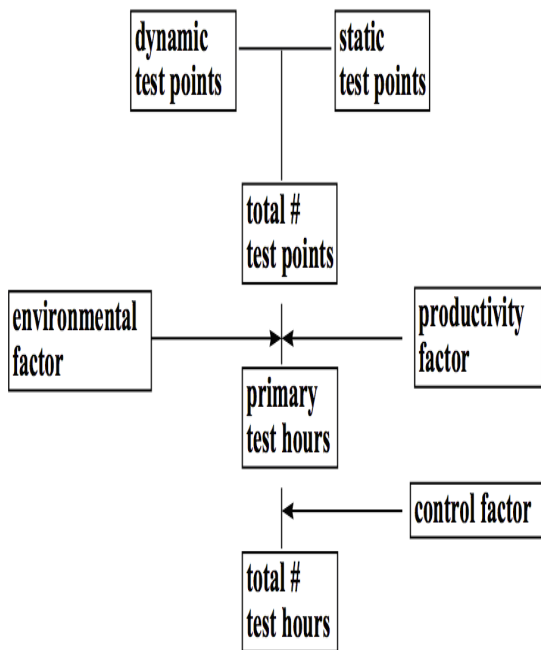 dynamic
test points
static
test points
total #
test points
environmental
factor
productivity
factor
primary
test hours
control factor
total #
test hours